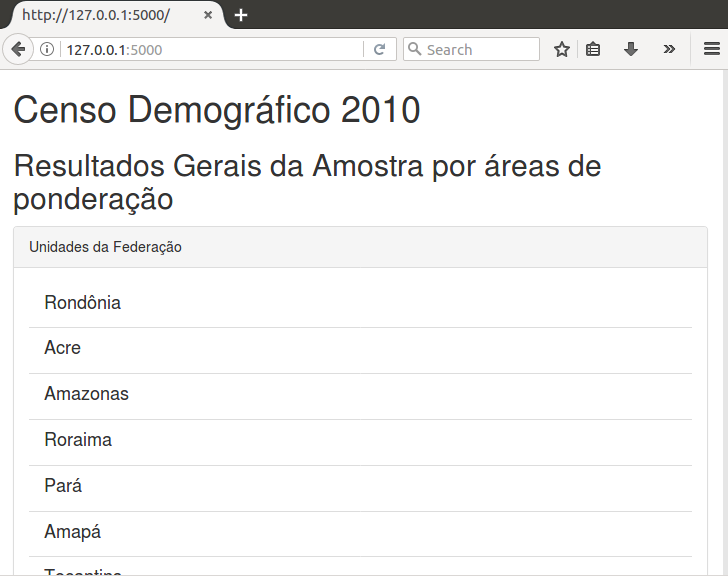 http://127.0.0.1:5000/
127.0.0.1:5000
Search
Censo Demográfico 2010
Resultados Gerais da Amostra por áreas de
ponderação
Unidades da Federação
Rondônia
Acre
Amazonas
Roraima
Pará
Amapá